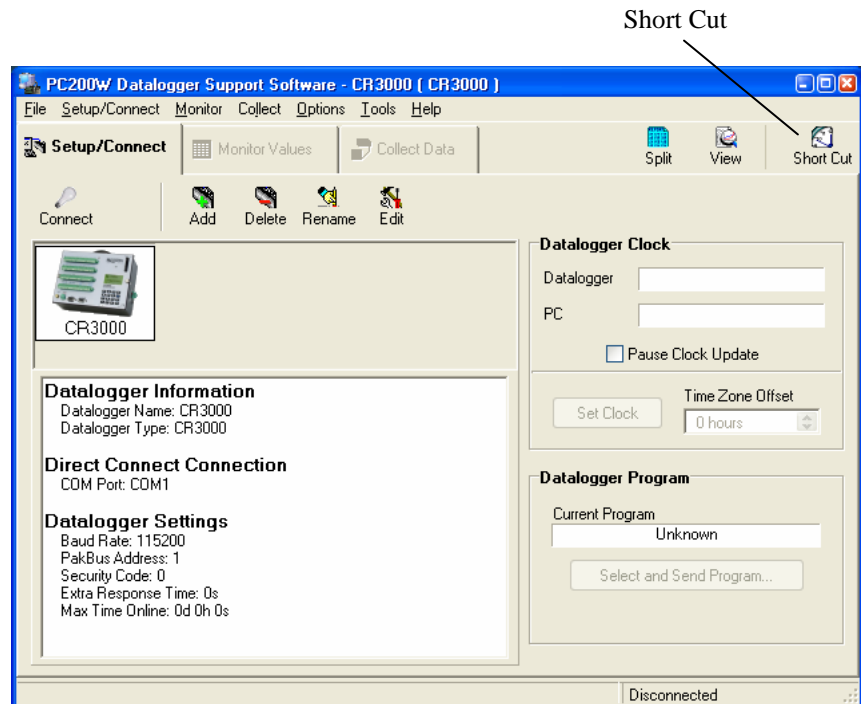 Short Cut
PC200W Datalogger Support Software - CR3000 ( CR3000 )
File Setup/Connect Monitor Collect Options Tools Help
Setup/Connect Monitor Values Collect Data Split View Short Cut
Connect Add Delete Rename Edit
CR3000
Datalogger Information
Datalogger Name: CR3000
Datalogger Type: CR3000
Direct Connect Connection
COM Port: COM1
Datalogger Settings
Baud Rate: 115200
PakBus Address: 1
Security Code: 0
Extra Response Time: 0s
Max Time Online: 0d 0h 0s
Datalogger Clock
Datalogger
PC
Pause Clock Update
Set Clock
Time Zone Offset
0 hours
Datalogger Program
Current Program
Unknown
Select and Send Program...
Disconnected